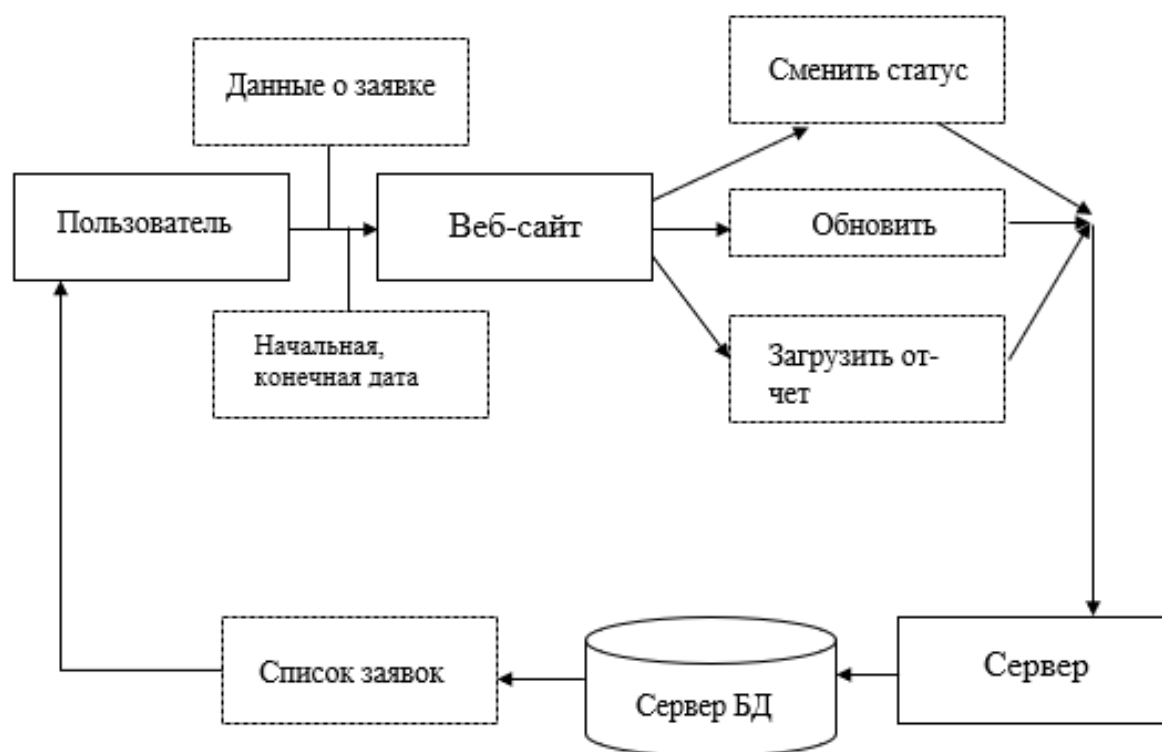 Сменить статус
Данные о заявке
Пользователь
Веб-сайт
Обновить
Начальная,
конечная дата
Загрузить от-
чет
Список заявок
Сервер БД
Сервер